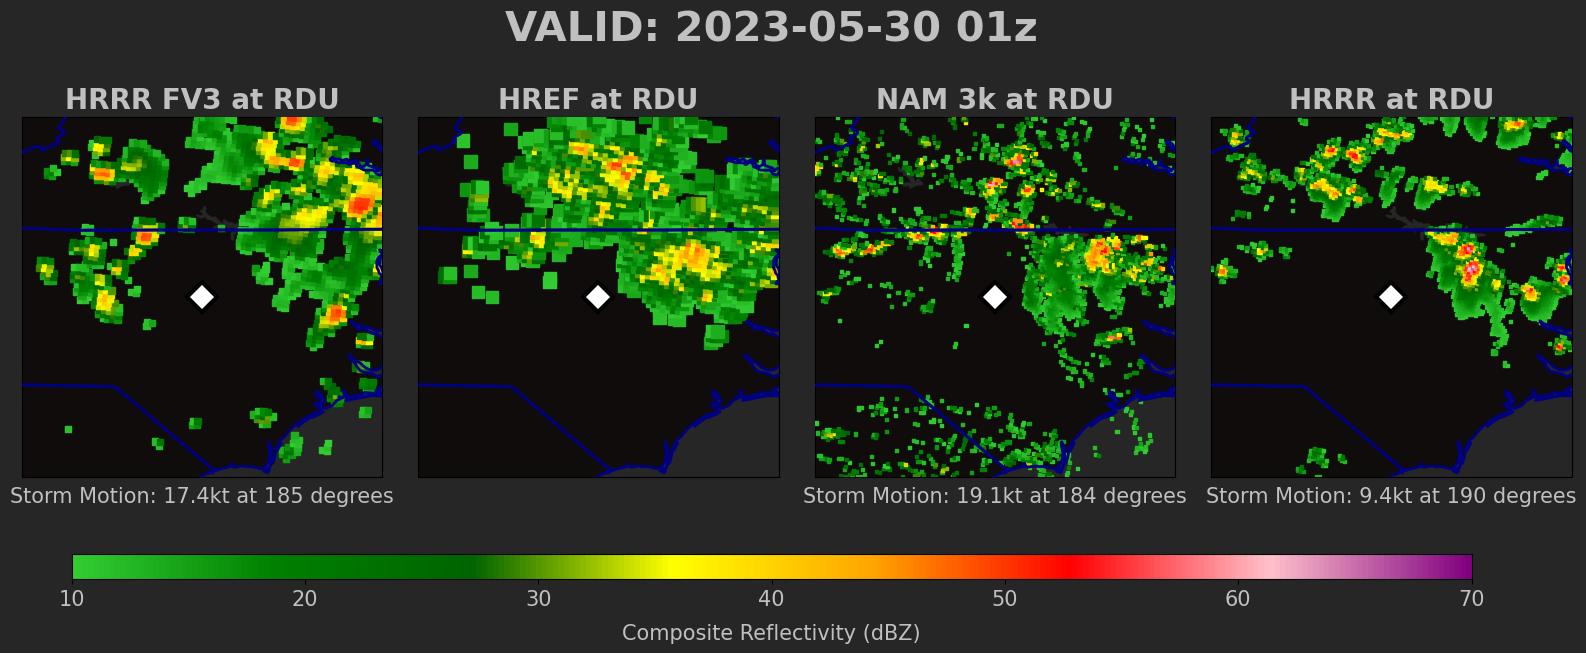 VALID: 2023-05-30 01z
HRRR FV3 at RDU
HREF at RDU
NAM 3k at RDU
HRRR at RDU
Storm Motion: 17.4kt at 185 degrees
Storm Motion: 19.1kt at 184 degrees
Storm Motion: 9.4kt at 190 degrees
10 20 30 40 50 60 70
Composite Reflectivity (dBZ)